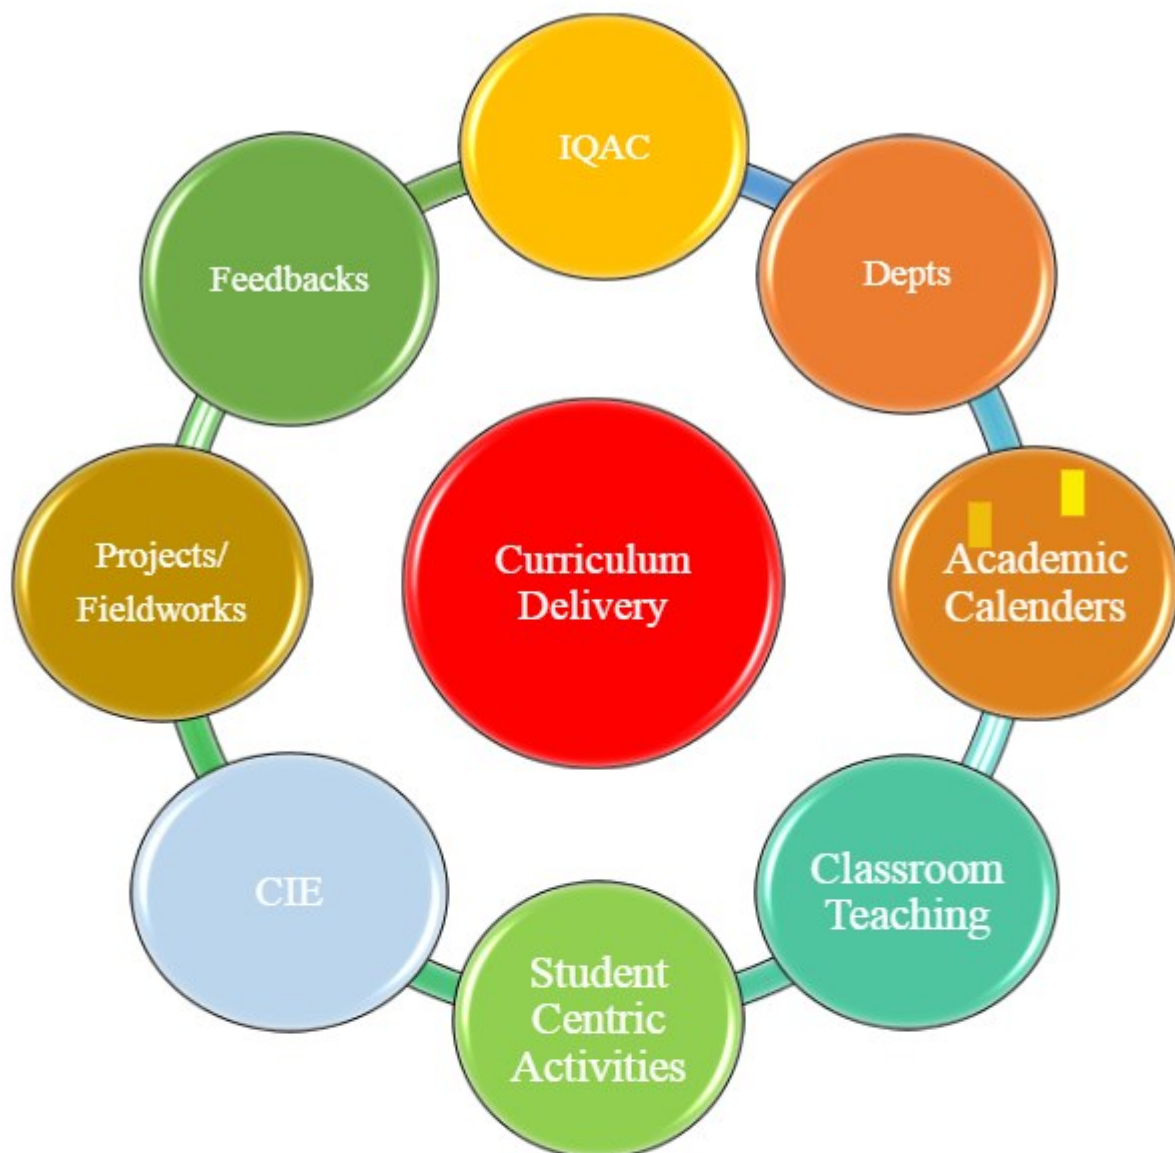 IQAC
Depts
Academic
Calenders
Classroom
Teaching
Student
Centric
Activities
CIE
Projects/
Fieldworks
Feedbacks
Curriculum
Delivery